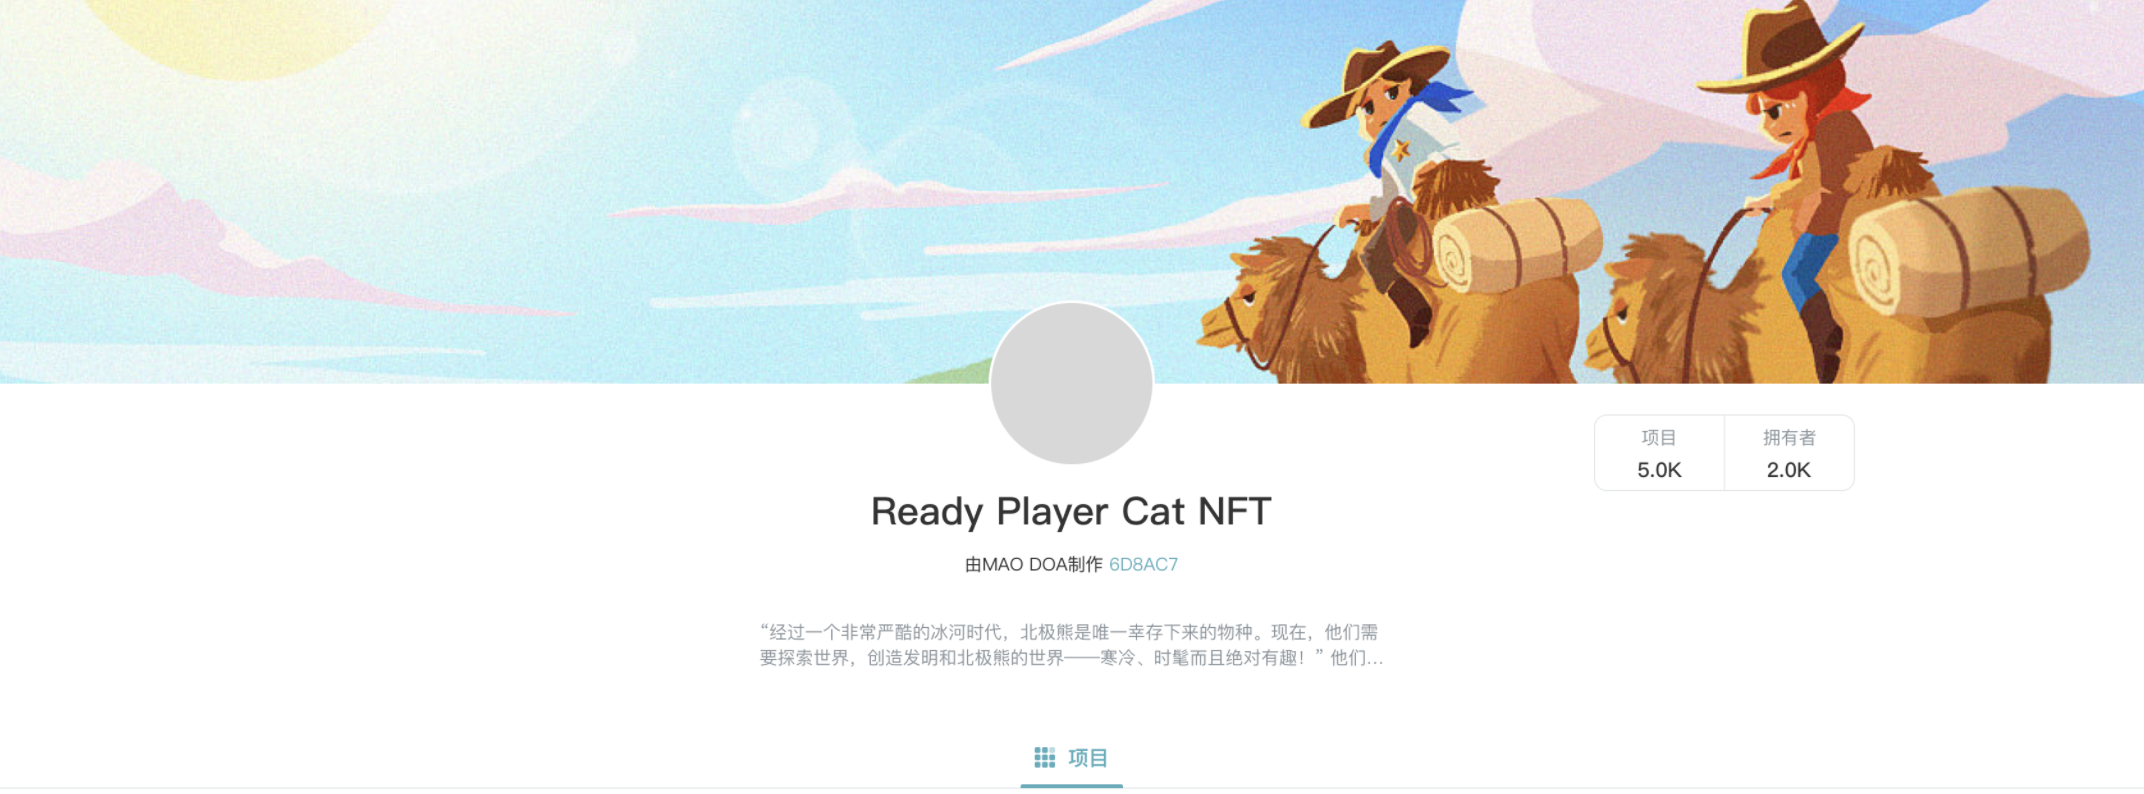 项目
拥有者
5.0K
2.0K
Ready Player Cat NFT
由MAO DOA制作 6D8AC7
“经过一个非常严酷的冰河时代，北极熊是唯一幸存下来的物种。现在，他们需
要探索世界，创造发明和北极熊的世界——寒冷、时髦而且绝对有趣！” 他们...
项目